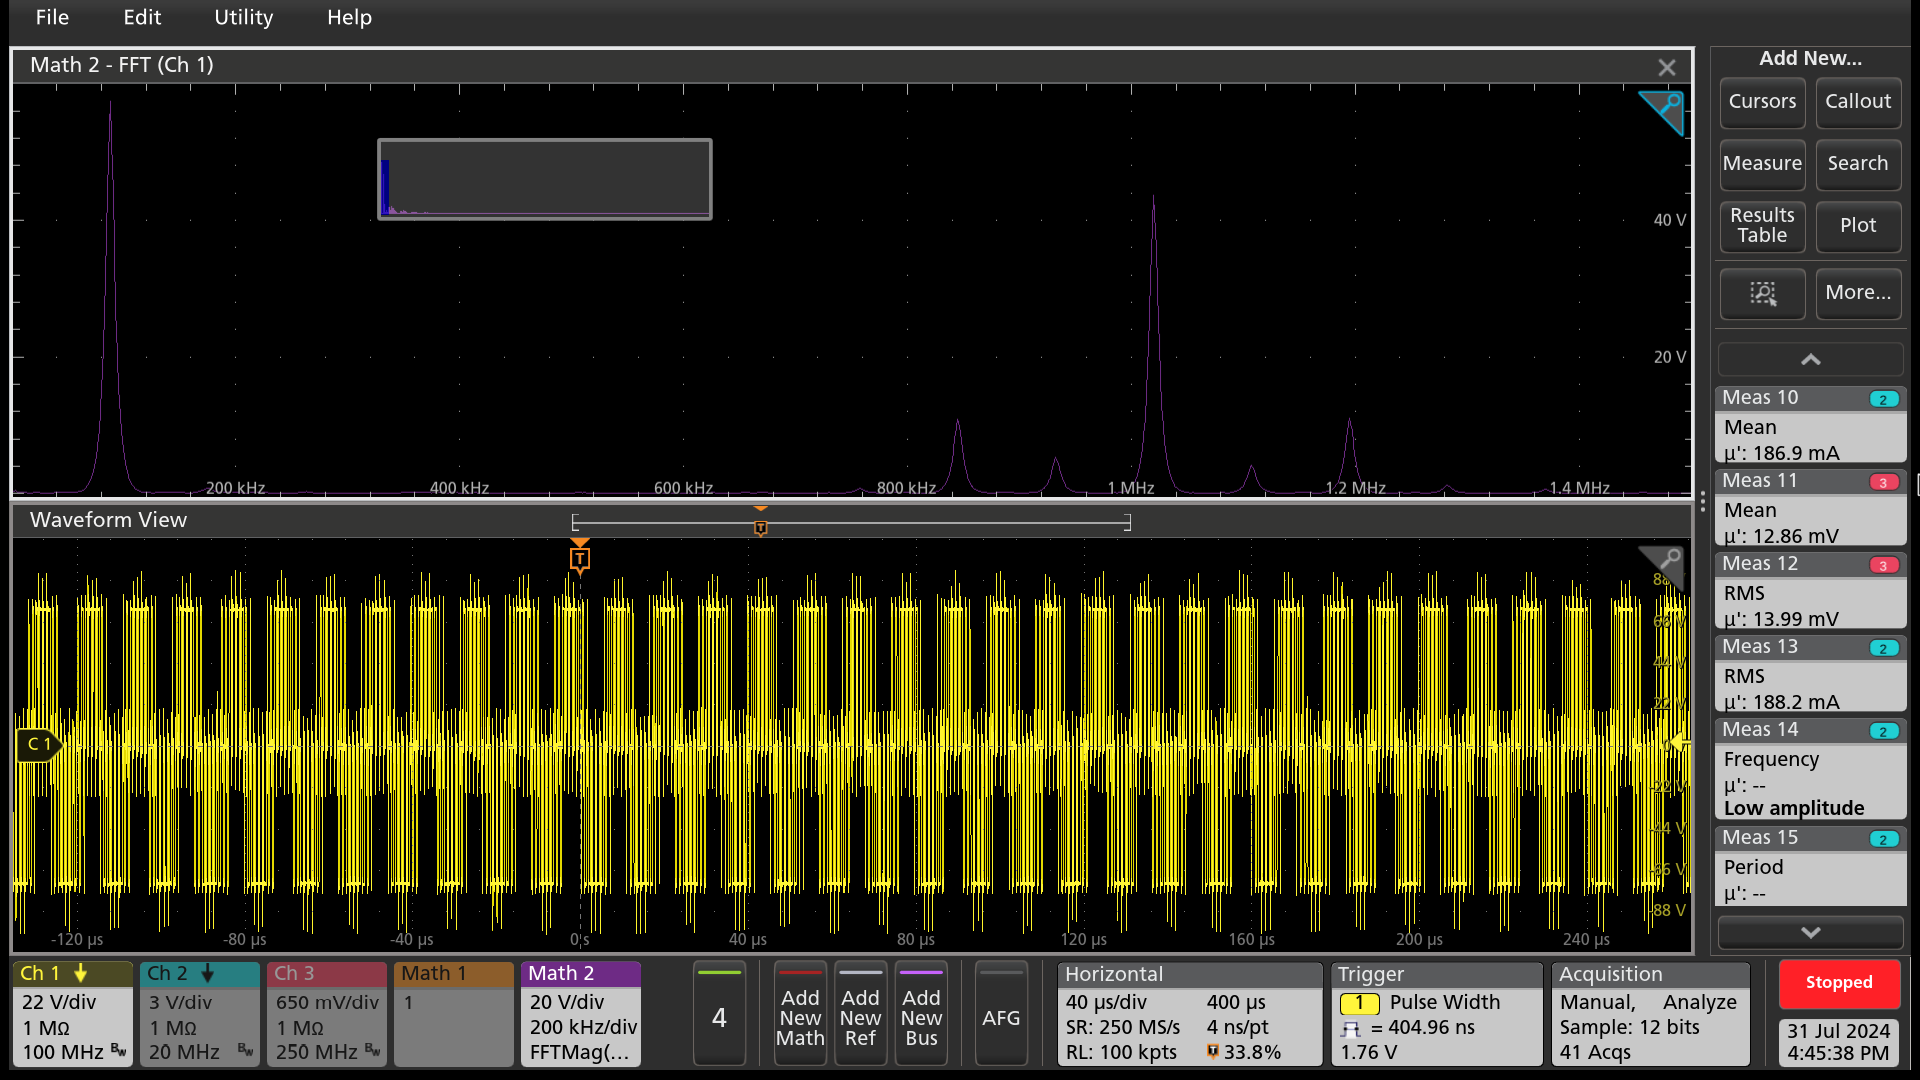 File Edit Utility Help
Math 2 - FFT (Ch 1)
40 V
20 V
200 kHz 400 kHz 600 kHz 800 kHz 1 MHz 1.2 MHz 1.4 MHz
Waveform View
T
T
C 1
66 V
44 V
22 V
-22 V
-44 V
-66 V
-88 V
-120 µs -80 µs -40 µs 0 s 40 µs 80 µs 120 µs 160 µs 200 µs 240 µs
Add New...
Cursors Callout
Measure Search
Results Table Plot
More...
Meas 10 2
Mean
µ': 186.9 mA
Meas 11 3
Mean
µ': 12.86 mV
Meas 12 3
RMS
µ': 13.99 mV
Meas 13 2
RMS
µ': 188.2 mA
Meas 14 2
Frequency
µ': --
Low amplitude
Meas 15 2
Period
µ': --
Ch 1
22 V/div
1 MΩ
100 MHz Bw
Ch 2
3 V/div
1 MΩ
20 MHz Bw
Ch 3
650 mV/div
1 MΩ
250 MHz Bw
Math 1
1
Math 2
20 V/div
200 kHz/div
FFTMag(...
4
Add New Math
Add New Ref
Add New Bus
AFG
Horizontal
40 µs/div 400 µs
SR: 250 MS/s 4 ns/pt
RL: 100 kpts T 33.8%
Trigger
1 Pulse Width
= 404.96 ns
1.76 V
Acquisition
Manual, Analyze
Sample: 12 bits
41 Acqs
Stopped
31 Jul 2024
4:45:38 PM